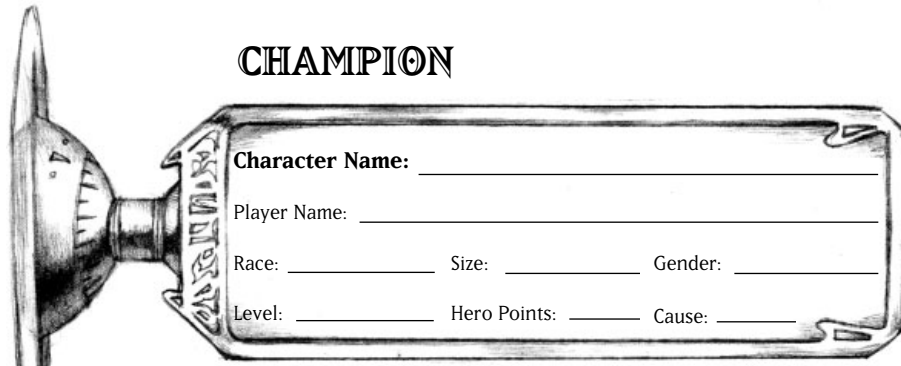 CHAMPION
Character Name:
Player Name:
Race: Size: Gender:
Level: Hero Points: Cause: